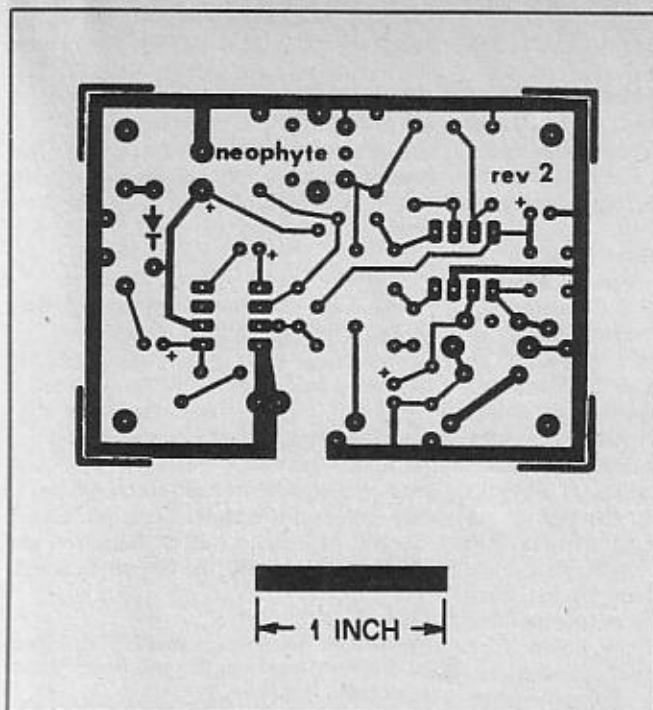 neophyte
rev 2
+
+
+
+
+
1 INCH